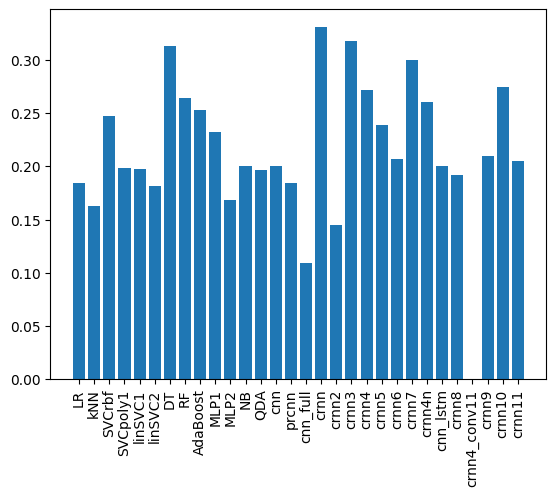 0.30
0.25
0.20
0.15
0.10
0.05
0.00
LR
kNN
SVCrbf
SVCpoly1
linSVC1
linSVC2
DT
RF
AdaBoost
MLP1
MLP2
NB
QDA
cnn
prcnn
cnn_full
crnn
crnn2
crnn3
crnn4
crnn5
crnn6
crnn7
crnn4n
cnn_lstm
crnn8
crnn4_conv11
crnn9
crnn10
crnn11